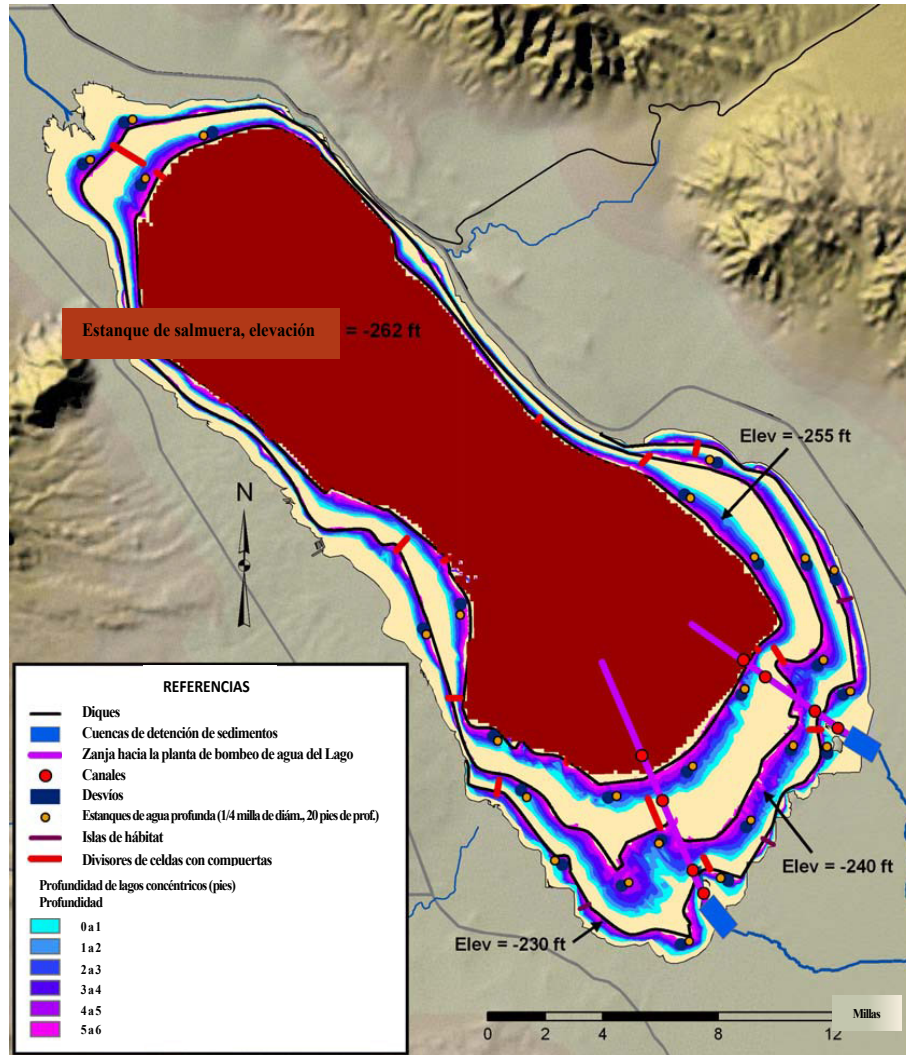 Estanque de salmuera, elevación = -262 ft
Elev = -255 ft
N
REFERENCIAS
Diques
Cuencas de detención de sedimentos
Zanja hacia la planta de bombeo de agua del Lago
Canales
Desvíos
Estanques de agua profunda (1/4 milla de diám., 20 pies de prof.)
Islas de hábitat
Divisores de celdas con compuertas
Profundidad de lagos concéntricos (pies)
Profundidad
0 a 1
1 a 2
2 a 3
3 a 4
4 a 5
5 a 6
Elev = -240 ft
Elev = -230 ft
Millas
0 2 4 8 12